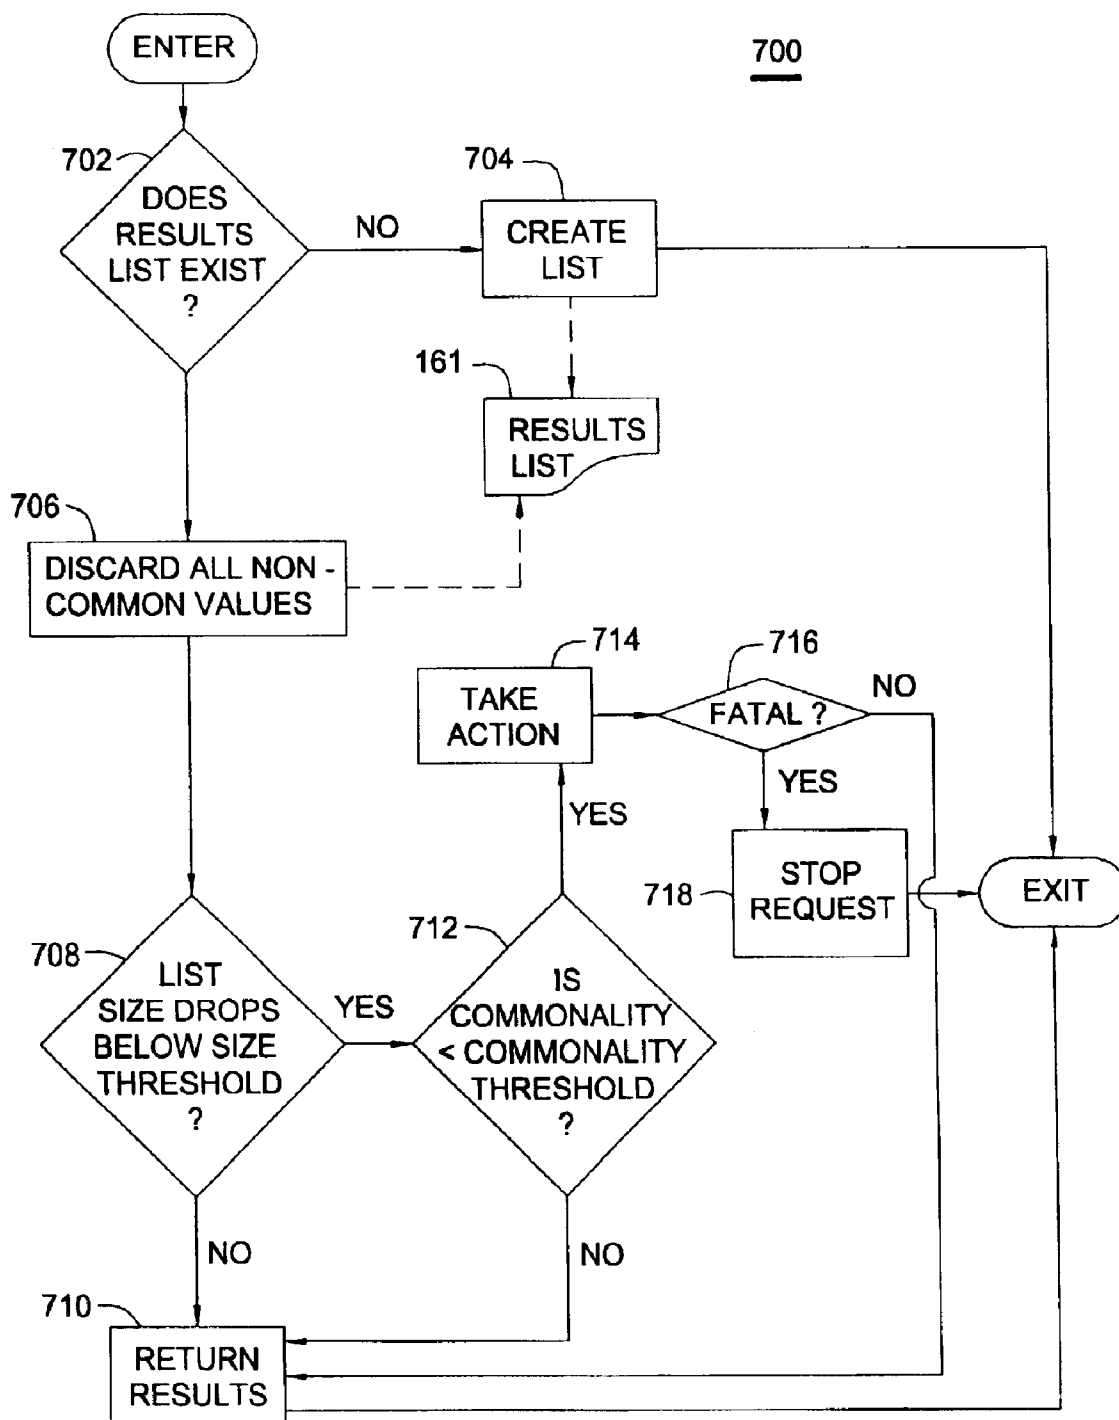 ENTER
700
702
DOES
RESULTS
LIST EXIST
?
NO
704
CREATE
LIST
161
RESULTS
LIST
706
DISCARD ALL NON -
COMMON VALUES
714
TAKE
ACTION
716
FATAL ?
NO
YES
YES
718
STOP
REQUEST
EXIT
708
LIST
SIZE DROPS
BELOW SIZE
THRESHOLD
?
YES
712
IS
COMMONALITY
< COMMONALITY
THRESHOLD
?
NO
NO
710
RETURN
RESULTS